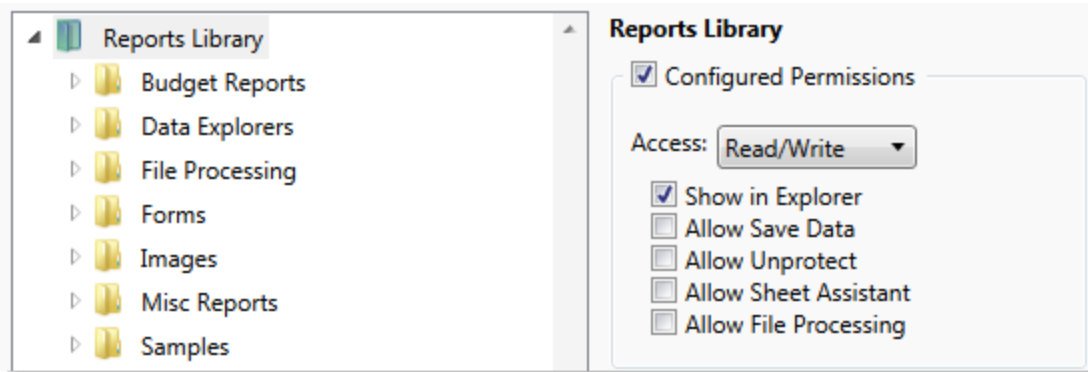 Reports Library
Budget Reports
Data Explorers
File Processing
Forms
Images
Misc Reports
Samples
Reports Library
Configured Permissions
Access: Read/Write
Show in Explorer
Allow Save Data
Allow Unprotect
Allow Sheet Assistant
Allow File Processing